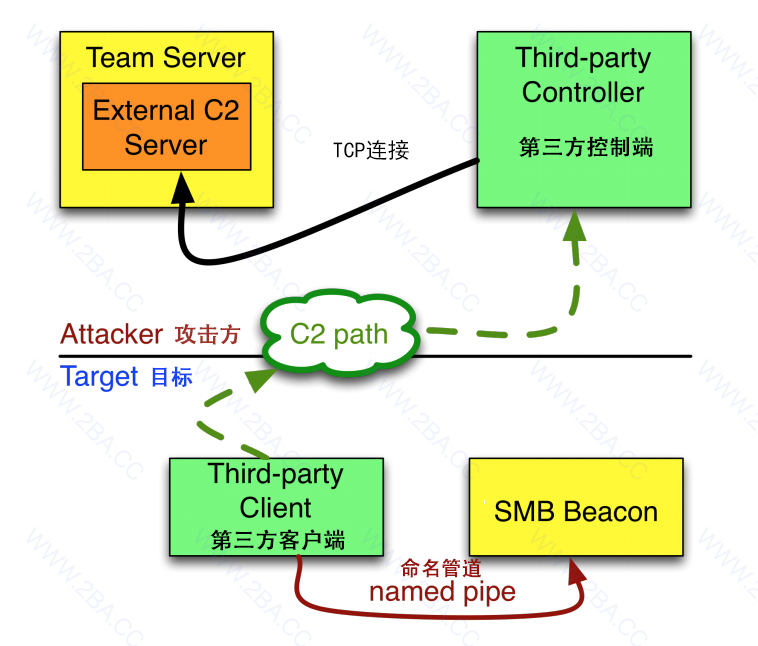 Team Server
External C2
Server
Third-party
Controller
第三方控制端
TCP连接
Attacker 攻击方
C2 path
Target 目标
Third-party
Client
第三方客户端
SMB Beacon
命名管道
named pipe
WWW.2BA.CC